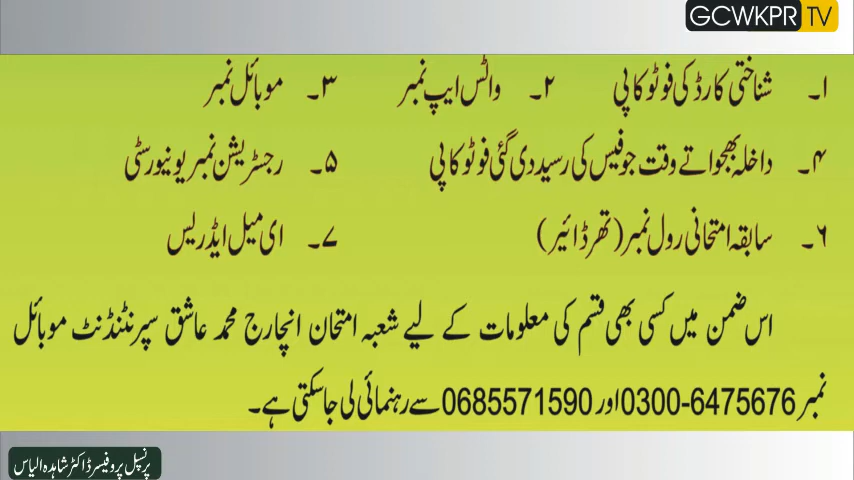 GCWKPR TV
۱۔ شناختی کارڈ کی فوٹو کاپی ۲۔ واٹس ایپ نمبر ۳۔ موبائل نمبر
۴۔ داخلہ بھجواتے وقت جو فیس کی رسید دی گئی فوٹو کاپی ۵۔ رجسٹریشن نمبر یونیورسٹی
۶۔ سابقہ امتحانی رول نمبر (تھرڈ ائیر) ۷۔ ای میل ایڈریس
اس ضمن میں کسی بھی قسم کی معلومات کے لیے شعبہ امتحان انچارج محمد عاشق سپرنٹنڈنٹ موبائل
نمبر 0300-6475676 اور 0685571590 سے رہنمائی لی جا سکتی ہے۔
پرنسپل پروفیسر ڈاکٹر شاہدہ الیاس